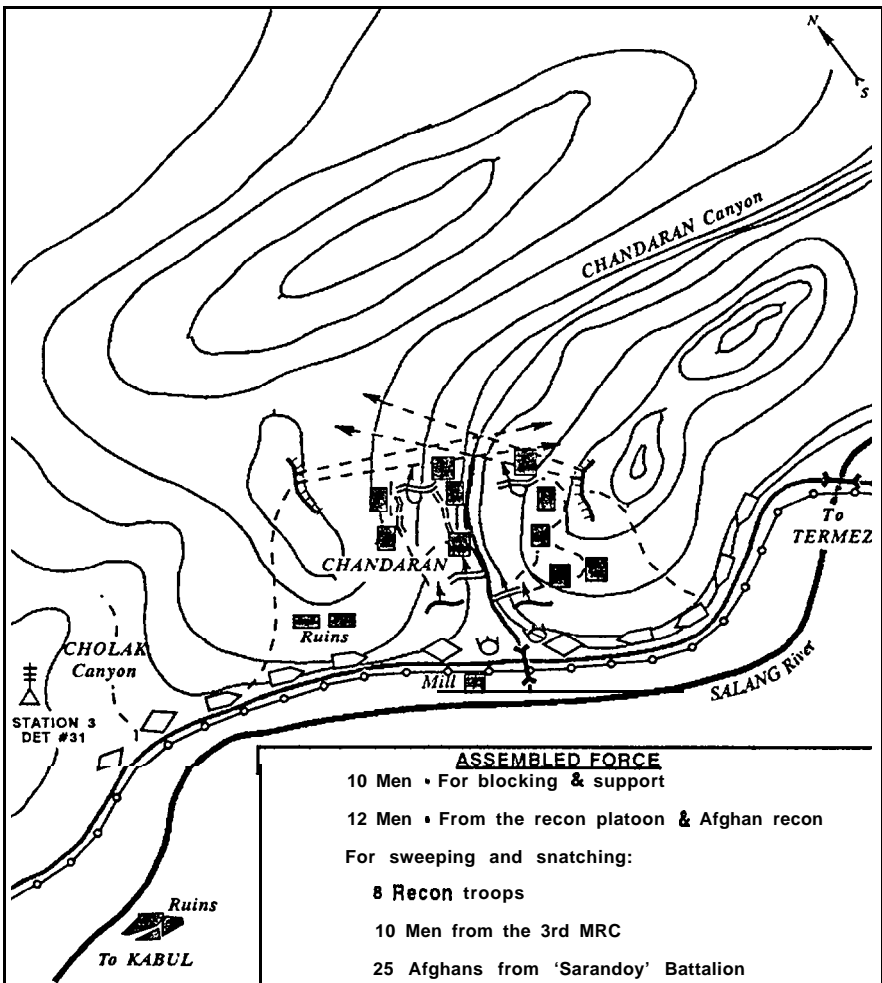 N
S
CHANDARAN Canyon
To
TERMEZ
CHANDARAN
Ruins
CHOLAK
Canyon
Mill
SALANG River
STATION 3
DET #31
ASSEMBLED FORCE
10 Men • For blocking & support
12 Men • From the recon platoon & Afghan recon
For sweeping and snatching:
8 Recon troops
10 Men from the 3rd MRC
25 Afghans from ‘Sarandoy’ Battalion
Ruins
To KABUL